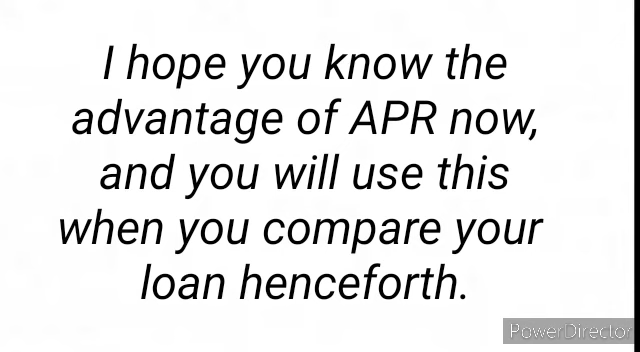 I hope you know the
advantage of APR now,
and you will use this
when you compare your
loan henceforth.
PowerDirector